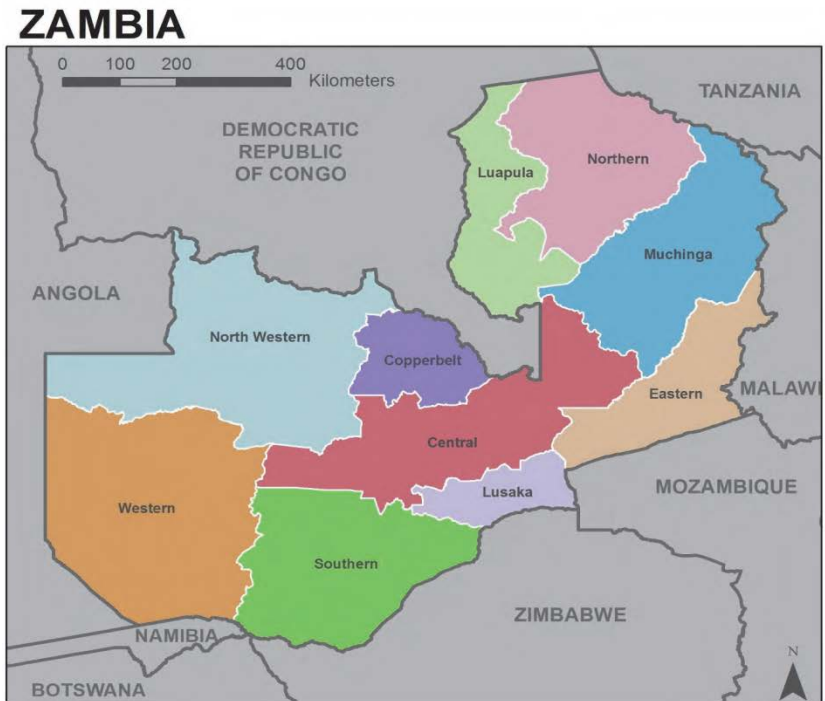 ZAMBIA
0 100 200 400
Kilometers
TANZANIA
DEMOCRATIC
REPUBLIC
OF CONGO
Luapula
Northern
Muchinga
ANGOLA
North Western
Copperbelt
Eastern
MALAWI
Central
Western
Lusaka
MOZAMBIQUE
Southern
ZIMBABWE
NAMIBIA
N
BOTSWANA